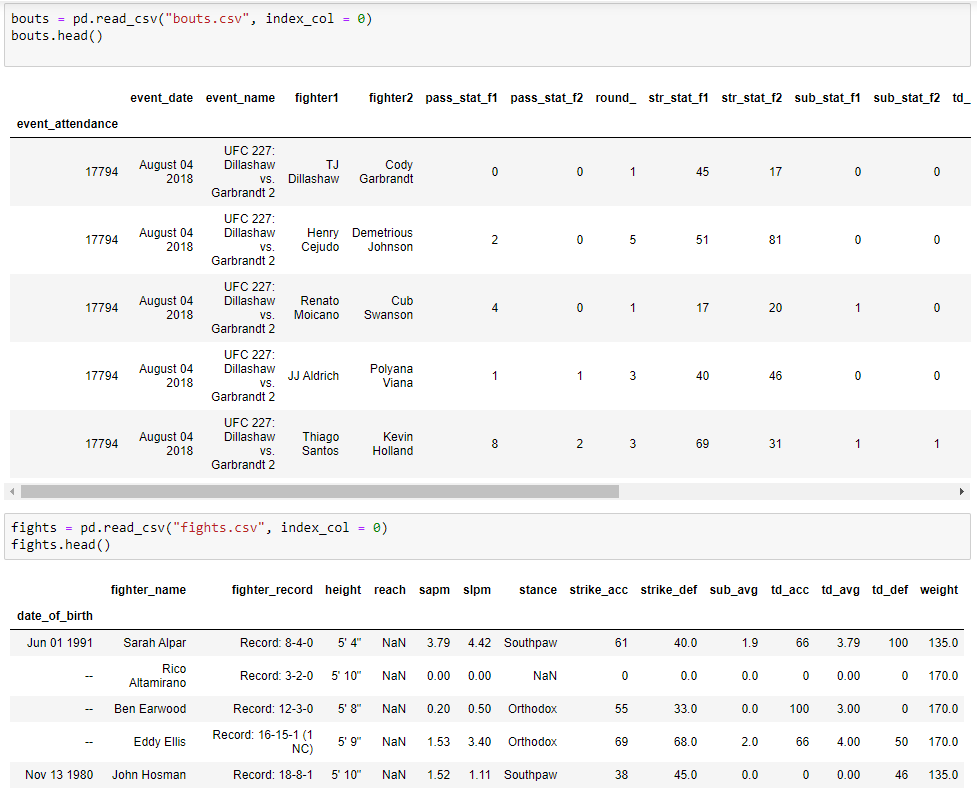 bouts = pd.read_csv("bouts.csv", index_col = 0)
bouts.head()
event_date event_name fighter1 fighter2 pass_stat_f1 pass_stat_f2 round_ str_stat_f1 str_stat_f2 sub_stat_f1 sub_stat_f2 td_
event_attendance
17794 August 04 2018 UFC 227: Dillashaw vs. Garbrandt 2 TJ Dillashaw Cody Garbrandt 0 0 1 45 17 0 0
17794 August 04 2018 UFC 227: Dillashaw vs. Garbrandt 2 Henry Cejudo Demetrious Johnson 2 0 5 51 81 0 0
17794 August 04 2018 UFC 227: Dillashaw vs. Garbrandt 2 Renato Moicano Cub Swanson 4 0 1 17 20 1 0
17794 August 04 2018 UFC 227: Dillashaw vs. Garbrandt 2 JJ Aldrich Polyana Viana 1 1 3 40 46 0 0
17794 August 04 2018 UFC 227: Dillashaw vs. Garbrandt 2 Thiago Santos Kevin Holland 8 2 3 69 31 1 1
fights = pd.read_csv("fights.csv", index_col = 0)
fights.head()
fighter_name fighter_record height reach sapm slpm stance strike_acc strike_def sub_avg td_acc td_avg td_def weight
date_of_birth
Jun 01 1991 Sarah Alpar Record: 8-4-0 5' 4" NaN 3.79 4.42 Southpaw 61 40.0 1.9 66 3.79 100 135.0
-- Rico Altamirano Record: 3-2-0 5' 10" NaN 0.00 0.00 NaN 0 0.0 0.0 0 0.00 0 170.0
-- Ben Earwood Record: 12-3-0 5' 8" NaN 0.20 0.50 Orthodox 55 33.0 0.0 100 3.00 0 170.0
-- Eddy Ellis Record: 16-15-1 (1 NC) 5' 9" NaN 1.53 3.40 Orthodox 69 68.0 2.0 66 4.00 50 170.0
Nov 13 1980 John Hosman Record: 18-8-1 5' 10" NaN 1.52 1.11 Southpaw 38 45.0 0.0 0 0.00 46 135.0